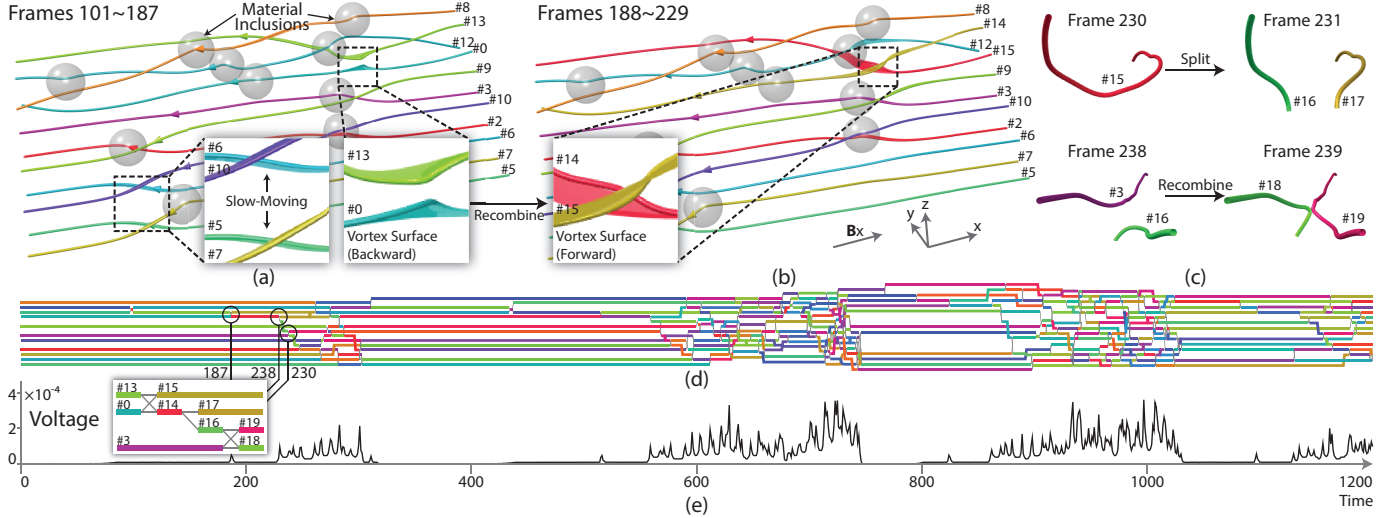 Frames 101~187
Material
Inclusions
#8
#13
#12
#0
#9
#3
#10
#2
#6
#7
#5
#6
#10
Slow-Moving
#5
#7
#13
#0
Vortex Surface
(Backward)
Recombine
(a)
Frames 188~229
#8
#14
#12
#15
#9
#3
#10
#2
#6
#7
#5
#14
#15
Vortex Surface
(Forward)
Bx
y
z
x
(b)
Frame 230
#15
Split
Frame 231
#16
#17
Frame 238
#3
#16
Recombine
Frame 239
#18
#19
(c)
187
238
230
(d)
#13
#15
#0
#14
#17
#16
#19
#3
#18
4
×10⁻⁴
Voltage
2
0
0
200
400
600
800
1000
1200
(e)
Time